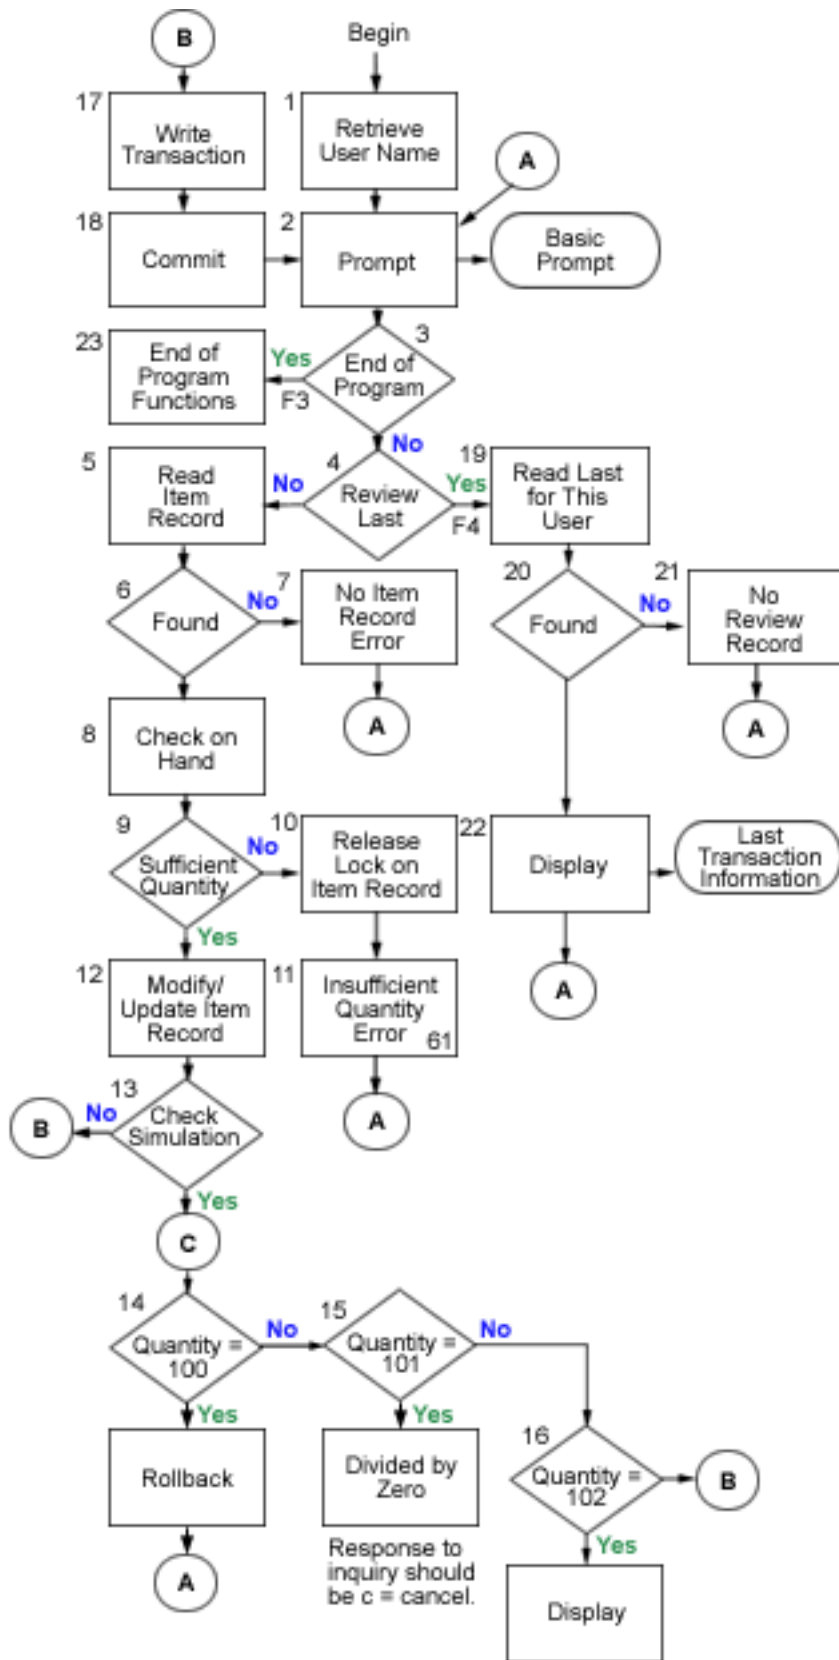 B
Begin
17
Write
Transaction
1
Retrieve
User Name
A
18
Commit
2
Prompt
Basic
Prompt
23
End of
Program
Functions
Yes
F3
3
End of
Program
No
5
Read
Item
Record
No
4
Review
Last
Yes
F4
19
Read Last
for This
User
6
Found
No
7
No Item
Record
Error
A
20
Found
No
21
No
Review
Record
A
8
Check on
Hand
9
Sufficient
Quantity
No
Yes
10
Release
Lock on
Item Record
22
Display
Last
Transaction
Information
A
12
Modify/
Update Item
Record
11
Insufficient
Quantity
Error
61
A
13
Check
Simulation
No
B
Yes
C
14
Quantity =
100
No
Yes
15
Quantity =
101
No
Yes
Rollback
A
Divided by
Zero
Response to
inquiry should
be c = cancel.
16
Quantity =
102
B
Yes
Display